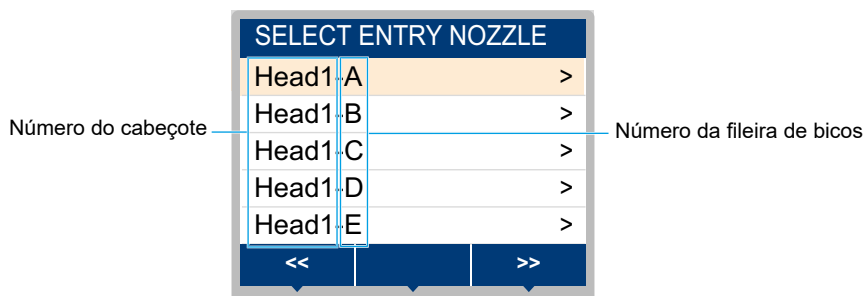 SELECT ENTRY NOZZLE
Head1-A >
Head1-B >
Número do cabeçote
Número da fileira de bicos
Head1-C >
Head1-D >
Head1-E >
<< >>